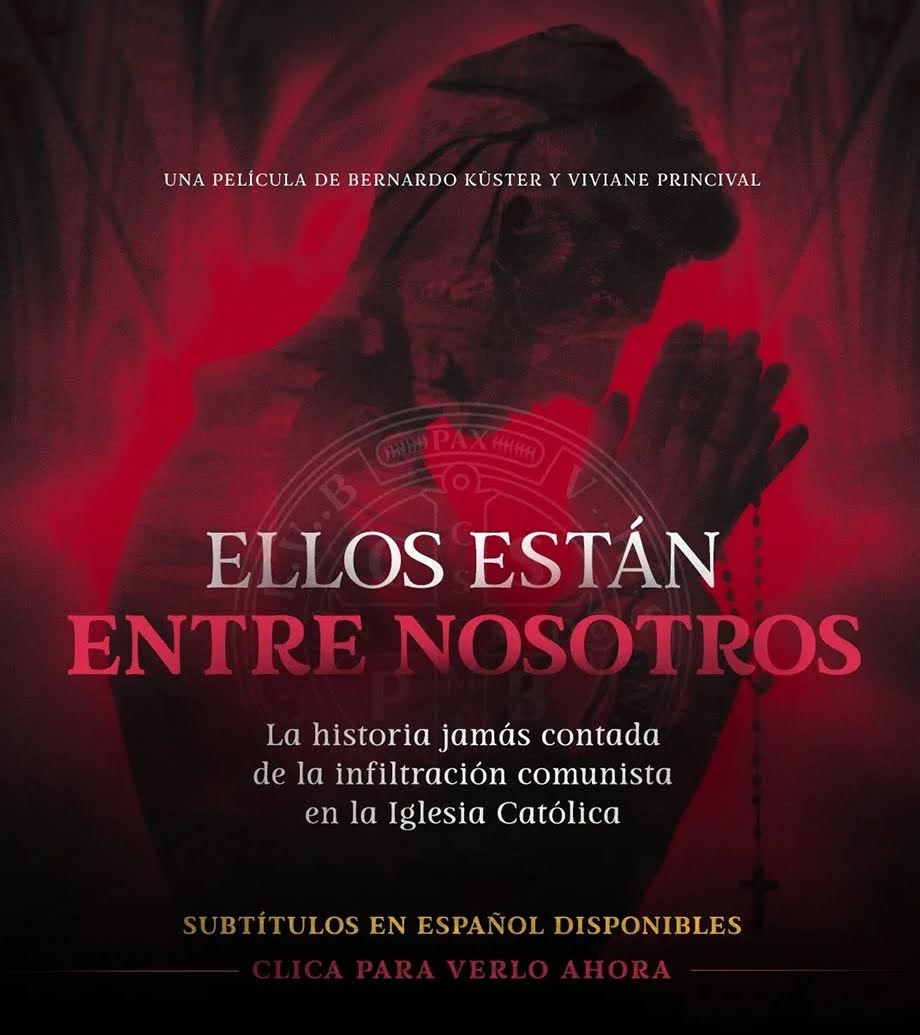 UNA PELÍCULA DE BERNARDO KÜSTER Y VIVIANE PRINCIVAL
PAX
ELLOS ESTÁN
ENTRE NOSOTROS
La historia jamás contada
de la infiltración comunista
en la Iglesia Católica
SUBTÍTULOS EN ESPAÑOL DISPONIBLES
CLICA PARA VERLO AHORA